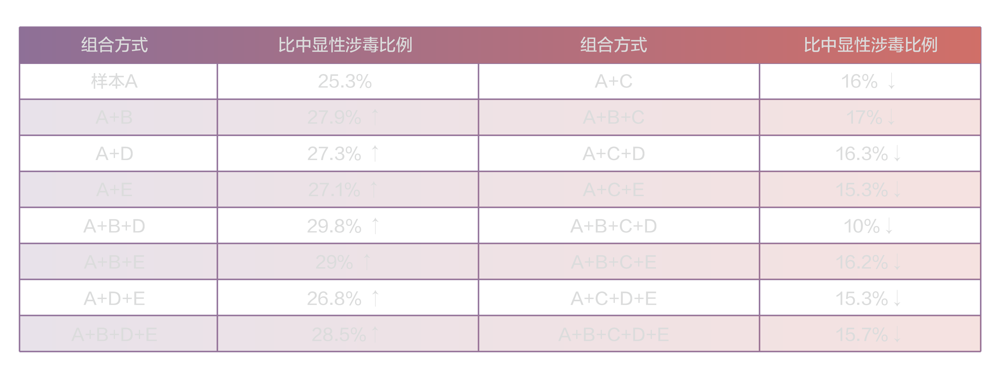 组合方式 比中显性涉毒比例 组合方式 比中显性涉毒比例
样本A 25.3% A+C 16% ↓
A+B 27.9% ↑ A+B+C 17% ↓
A+D 27.3% ↑ A+C+D 16.3% ↓
A+E 27.1% ↑ A+C+E 15.3% ↓
A+B+D 29.8% ↑ A+B+C+D 10% ↓
A+B+E 29% ↑ A+B+C+E 16.2% ↓
A+D+E 26.8% ↑ A+C+D+E 15.3% ↓
A+B+D+E 28.5% ↑ A+B+C+D+E 15.7% ↓